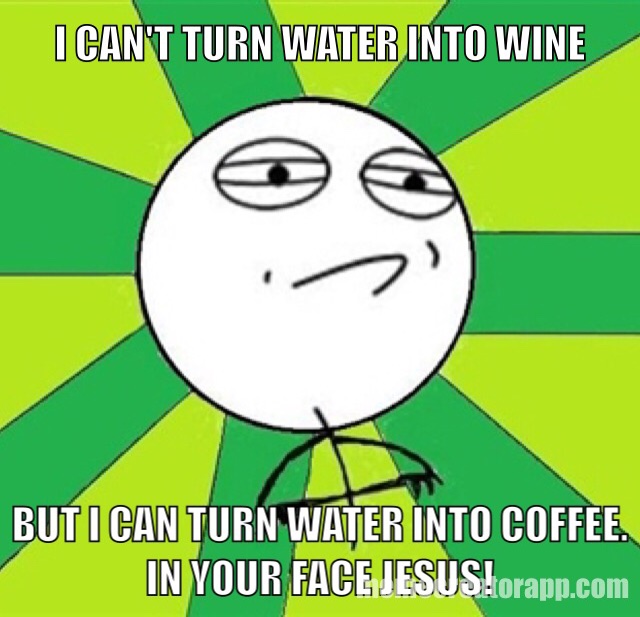 I CAN'T TURN WATER INTO WINE
BUT I CAN TURN WATER INTO COFFEE.
IN YOUR FACE JESUS!